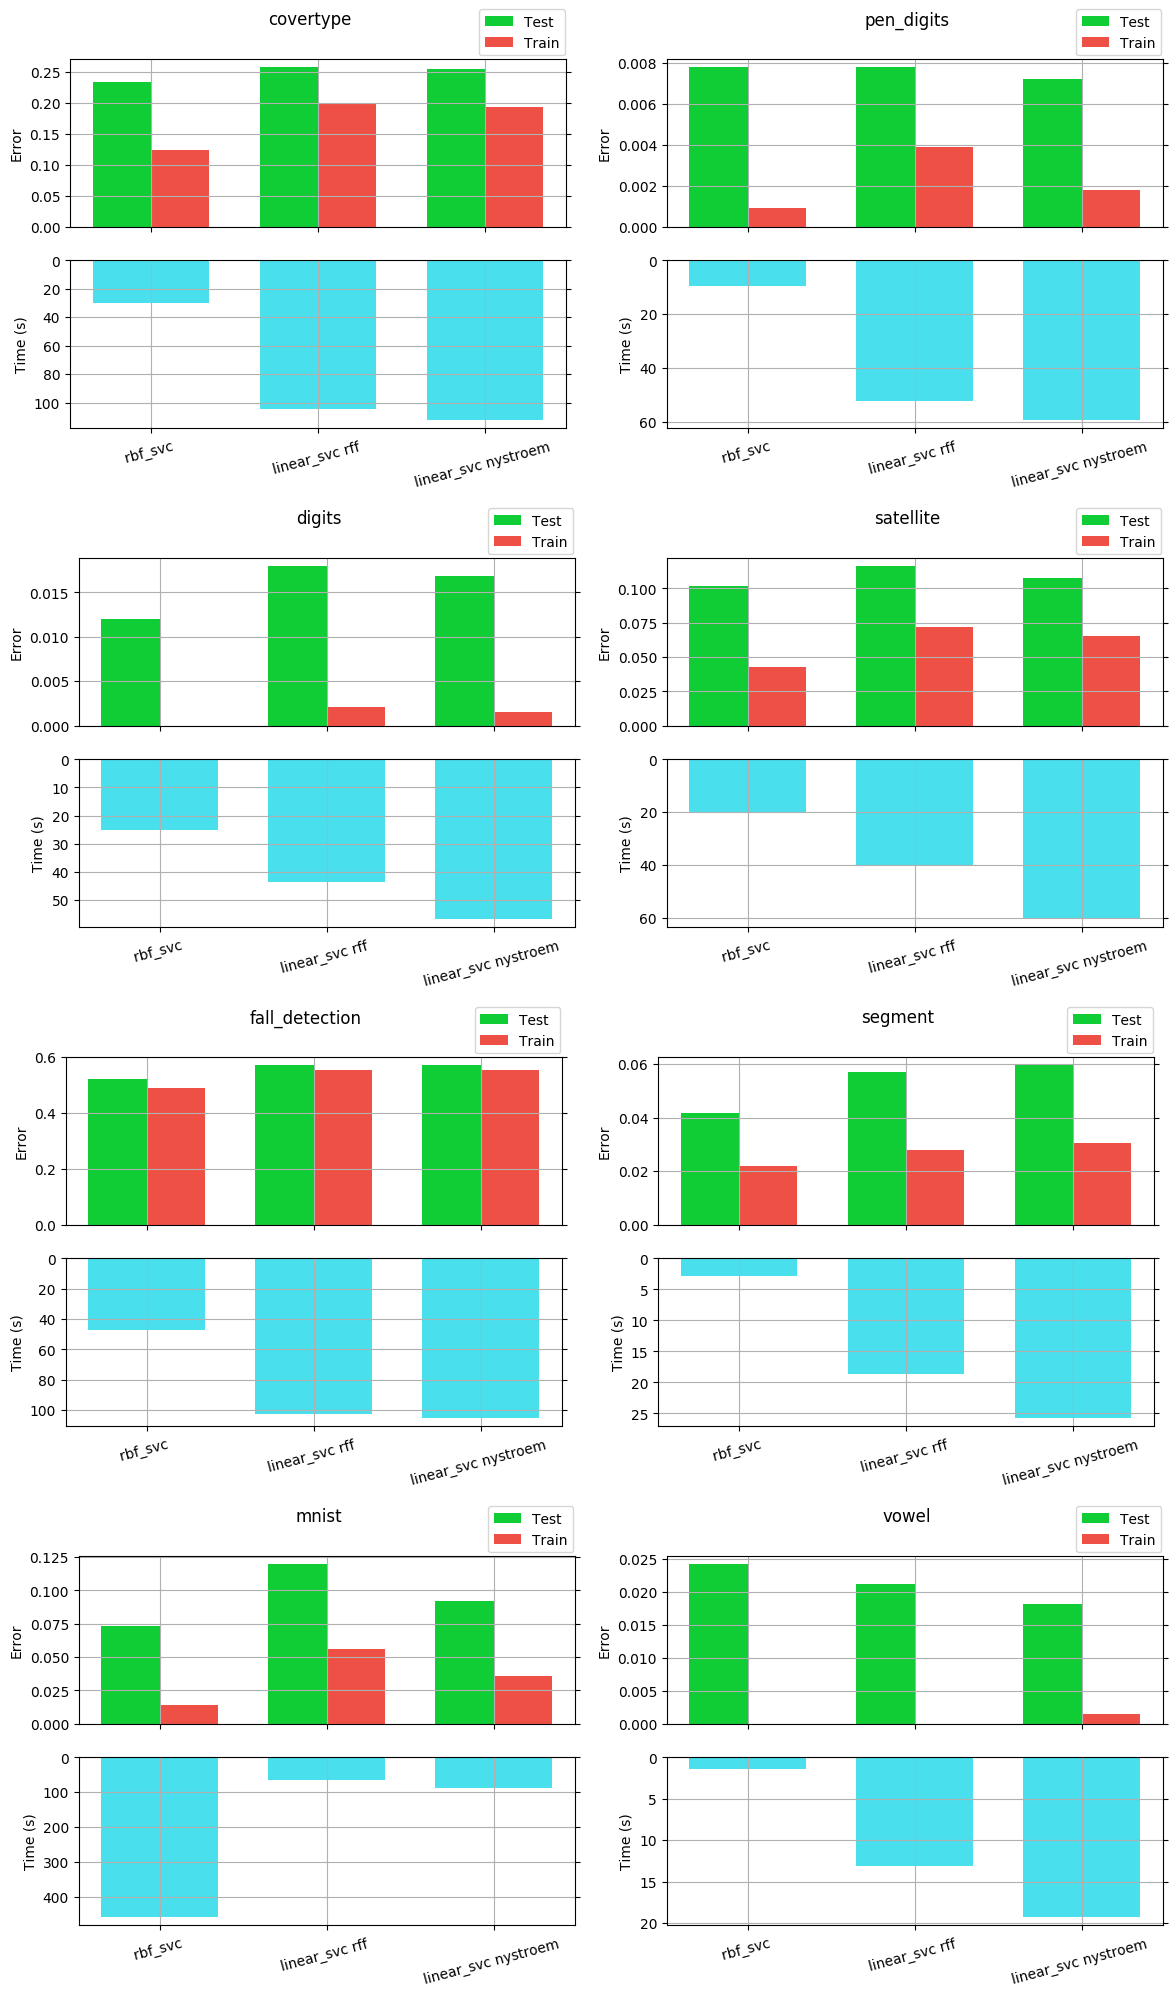 covertype
Test
Train
0.25
0.20
0.15
0.10
0.05
0.00
Error
0
20
40
60
80
100
Time (s)
rbf_svc
linear_svc rff
linear_svc nystroem
pen_digits
Test
Train
0.008
0.006
0.004
0.002
0.000
Error
0
20
40
60
Time (s)
rbf_svc
linear_svc rff
linear_svc nystroem
digits
Test
Train
0.015
0.010
0.005
0.000
Error
0
10
20
30
40
50
Time (s)
rbf_svc
linear_svc rff
linear_svc nystroem
satellite
Test
Train
0.100
0.075
0.050
0.025
0.000
Error
0
20
40
60
Time (s)
rbf_svc
linear_svc rff
linear_svc nystroem
fall_detection
Test
Train
0.6
0.4
0.2
0.0
Error
0
20
40
60
80
100
Time (s)
rbf_svc
linear_svc rff
linear_svc nystroem
segment
Test
Train
0.06
0.04
0.02
0.00
Error
0
5
10
15
20
25
Time (s)
rbf_svc
linear_svc rff
linear_svc nystroem
mnist
Test
Train
0.125
0.100
0.075
0.050
0.025
0.000
Error
0
100
200
300
400
Time (s)
rbf_svc
linear_svc rff
linear_svc nystroem
vowel
Test
Train
0.025
0.020
0.015
0.010
0.005
0.000
Error
0
5
10
15
20
Time (s)
rbf_svc
linear_svc rff
linear_svc nystroem